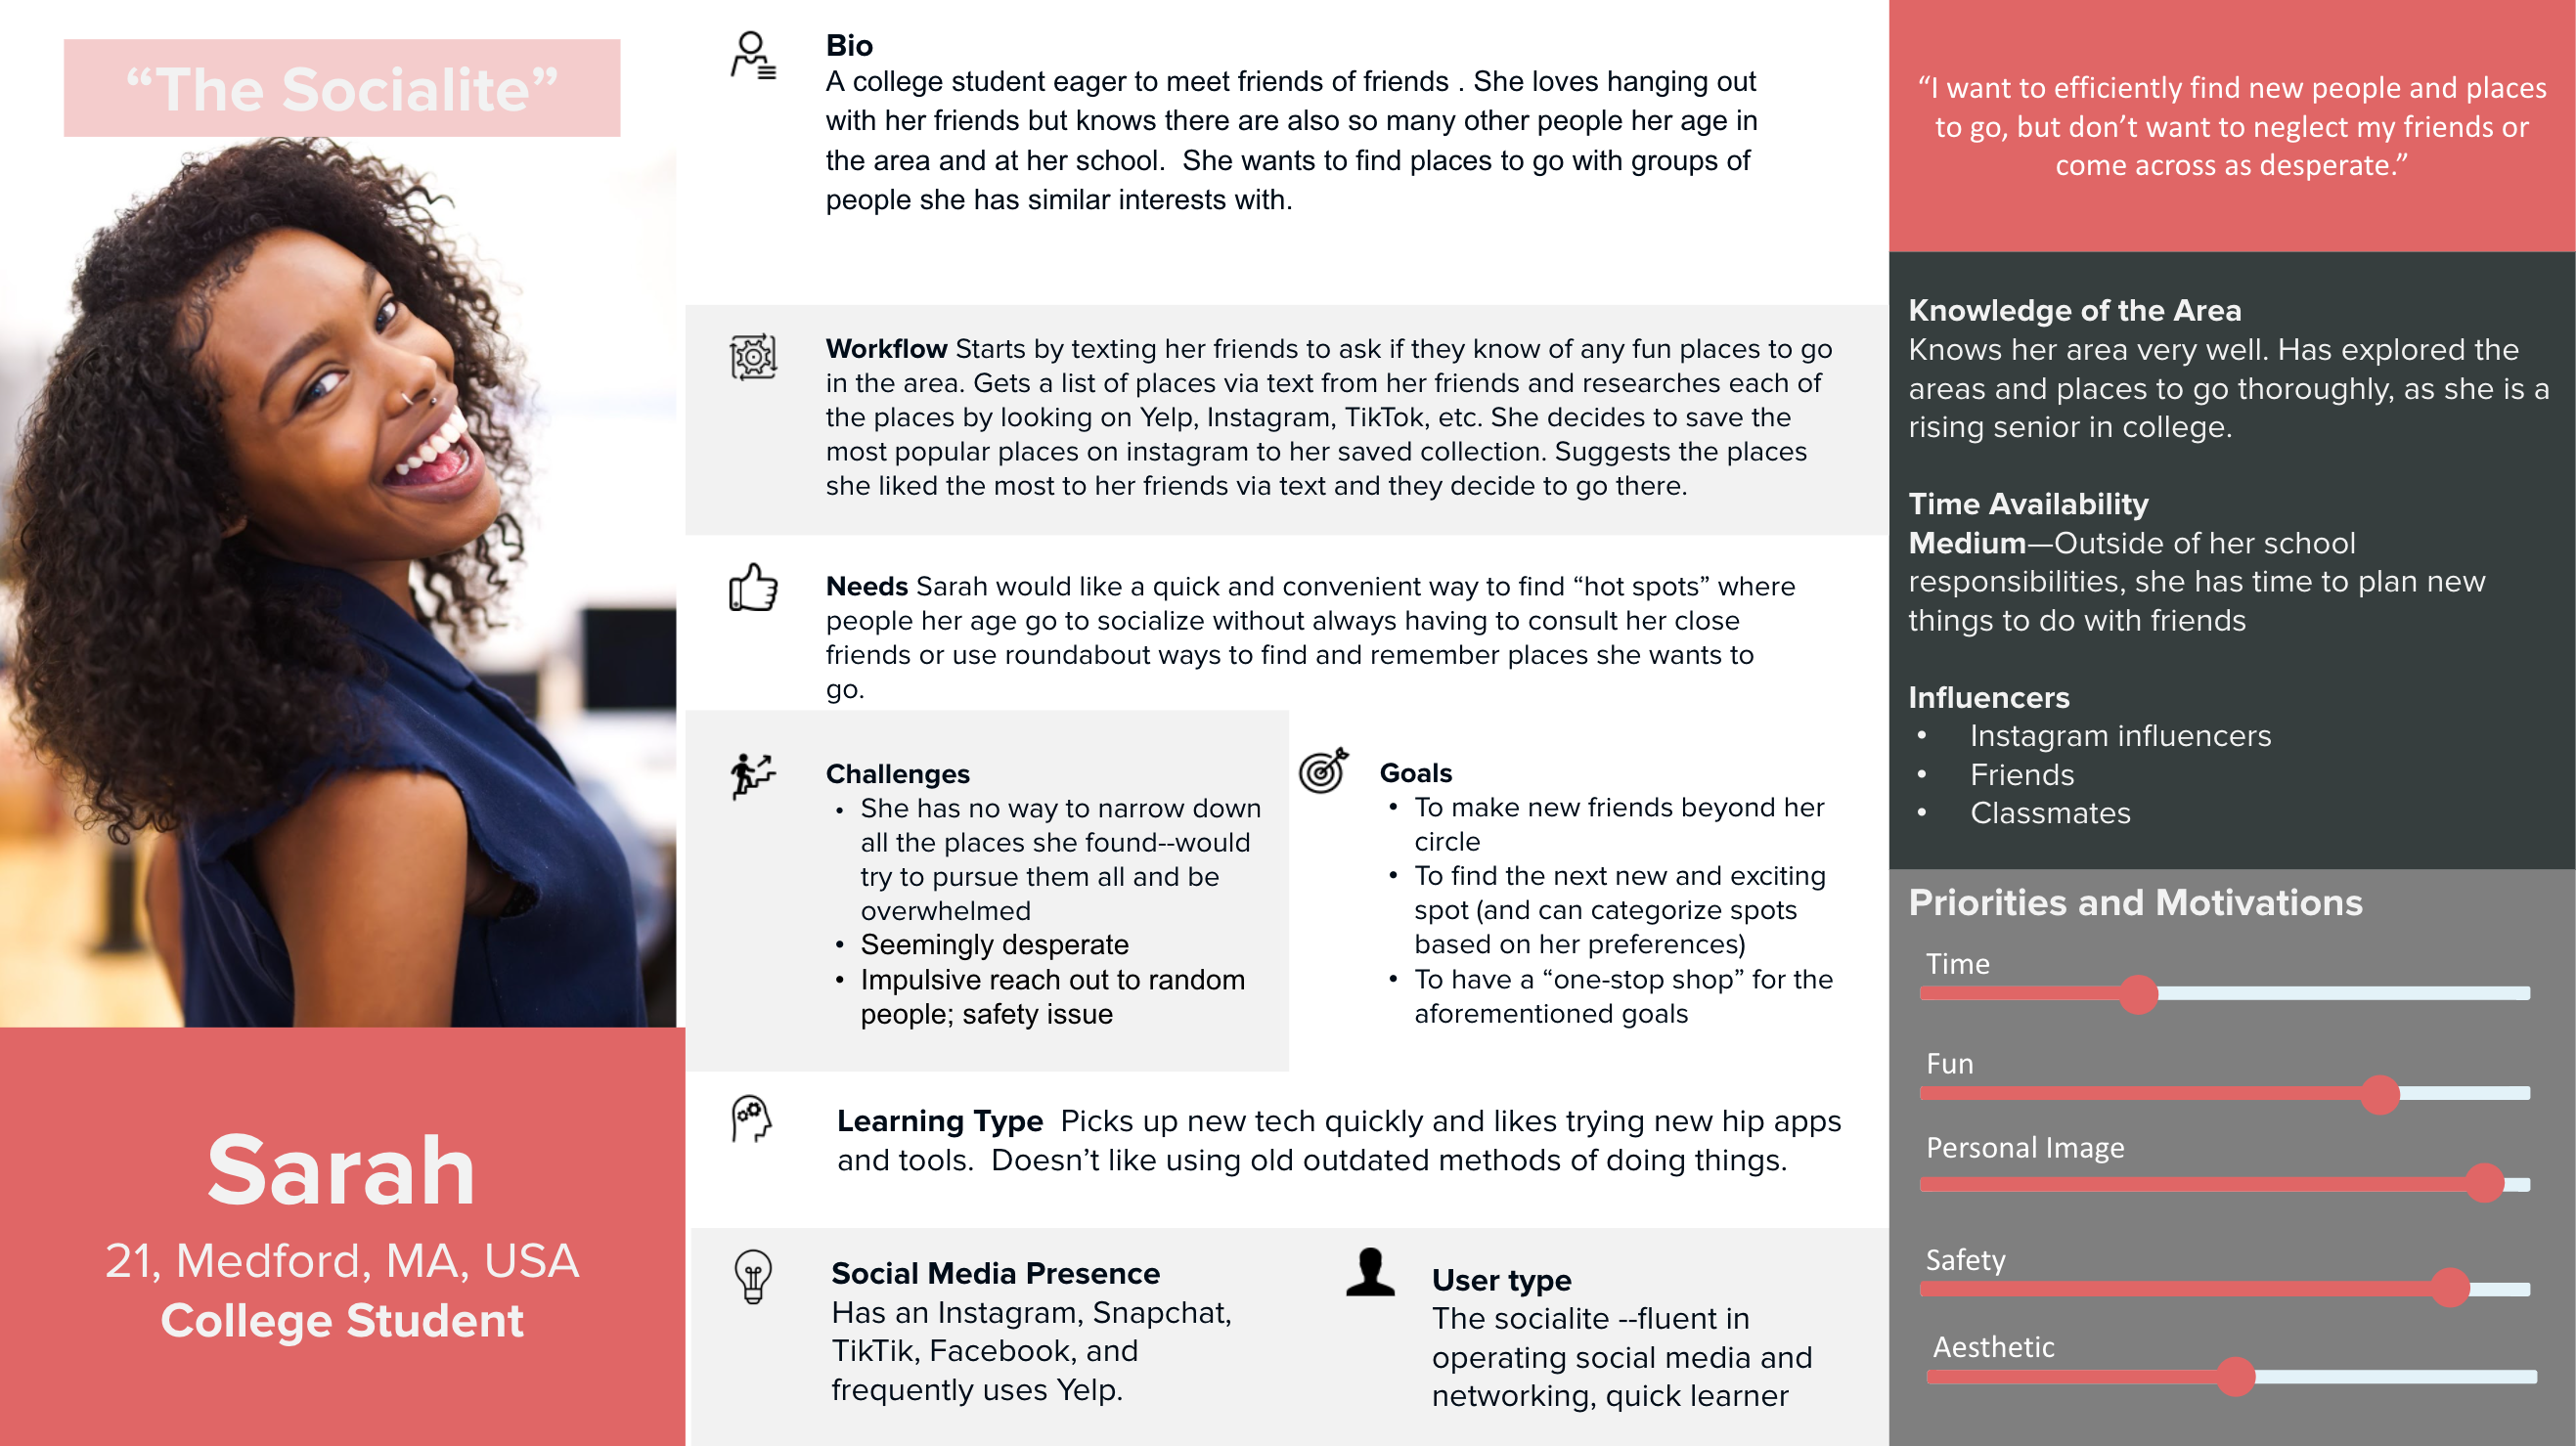 “The Socialite”
Sarah
21, Medford, MA, USA
College Student
Bio
A college student eager to meet friends of friends . She loves hanging out
with her friends but knows there are also so many other people her age in
the area and at her school.  She wants to find places to go with groups of
people she has similar interests with.
Workflow Starts by texting her friends to ask if they know of any fun places to go
in the area. Gets a list of places via text from her friends and researches each of
the places by looking on Yelp, Instagram, TikTok, etc. She decides to save the
most popular places on instagram to her saved collection. Suggests the places
she liked the most to her friends via text and they decide to go there.
Needs Sarah would like a quick and convenient way to find “hot spots” where
people her age go to socialize without always having to consult her close
friends or use roundabout ways to find and remember places she wants to
go.
Challenges
• She has no way to narrow down
all the places she found--would
try to pursue them all and be
overwhelmed
• Seemingly desperate
• Impulsive reach out to random
people; safety issue
Goals
• To make new friends beyond her
circle
• To find the next new and exciting
spot (and can categorize spots
based on her preferences)
• To have a “one-stop shop” for the
aforementioned goals
Learning Type  Picks up new tech quickly and likes trying new hip apps
and tools.  Doesn’t like using old outdated methods of doing things.
Social Media Presence
Has an Instagram, Snapchat,
TikTik, Facebook, and
frequently uses Yelp.
User type
The socialite --fluent in
operating social media and
networking, quick learner
“I want to efficiently find new people and places
to go, but don’t want to neglect my friends or
come across as desperate.”
Knowledge of the Area
Knows her area very well. Has explored the
areas and places to go thoroughly, as she is a
rising senior in college.
Time Availability
Medium—Outside of her school
responsibilities, she has time to plan new
things to do with friends
Influencers
• Instagram influencers
• Friends
• Classmates
Priorities and Motivations
Time
Fun
Personal Image
Safety
Aesthetic